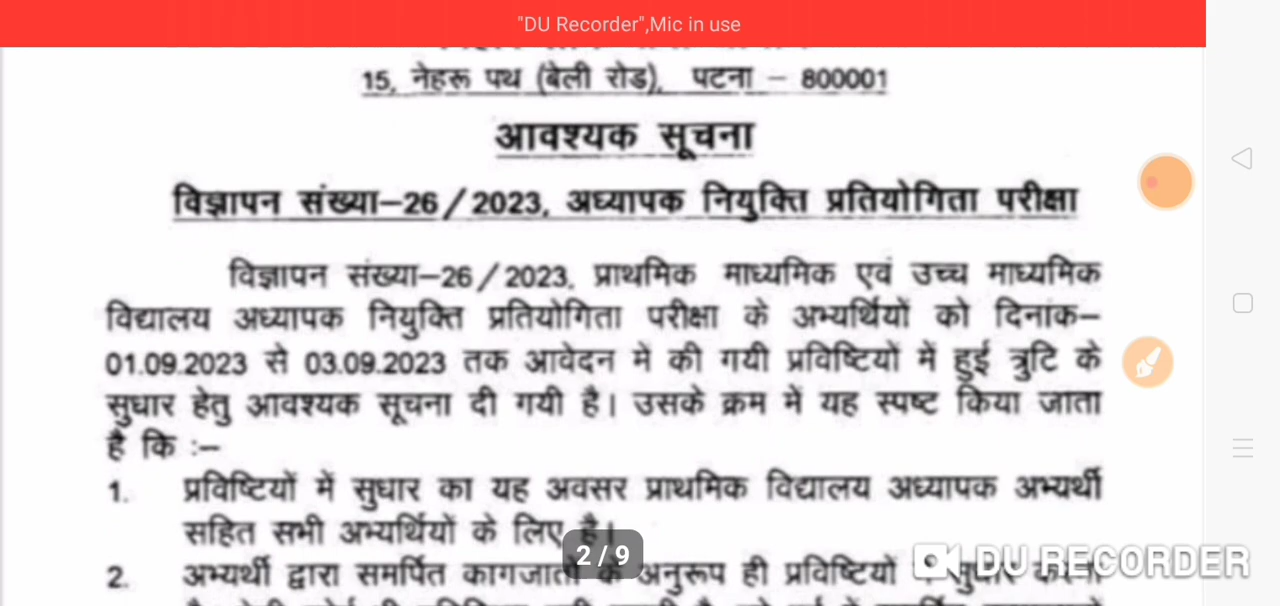 "DU Recorder",Mic in use
15, नेहरू पथ (बेली रोड), पटना – 800001
आवश्यक सूचना
विज्ञापन संख्या–26/2023, अध्यापक नियुक्ति प्रतियोगिता परीक्षा
विज्ञापन संख्या–26/2023, प्राथमिक माध्यमिक एवं उच्च माध्यमिक
विद्यालय अध्यापक नियुक्ति प्रतियोगिता परीक्षा के अभ्यर्थियों को दिनांक–
01.09.2023 से 03.09.2023 तक आवेदन में की गयी प्रविष्टियों में हुई त्रुटि के
सुधार हेतु आवश्यक सूचना दी गयी है। उसके क्रम में यह स्पष्ट किया जाता
है कि :–
1. प्रविष्टियों में सुधार का यह अवसर प्राथमिक विद्यालय अध्यापक अभ्यर्थी
सहित सभी अभ्यर्थियों के लिए है।
2/9
2. अभ्यर्थी द्वारा समर्पित कागजातों के अनुरूप ही प्रविष्टियों
DU RECORDER